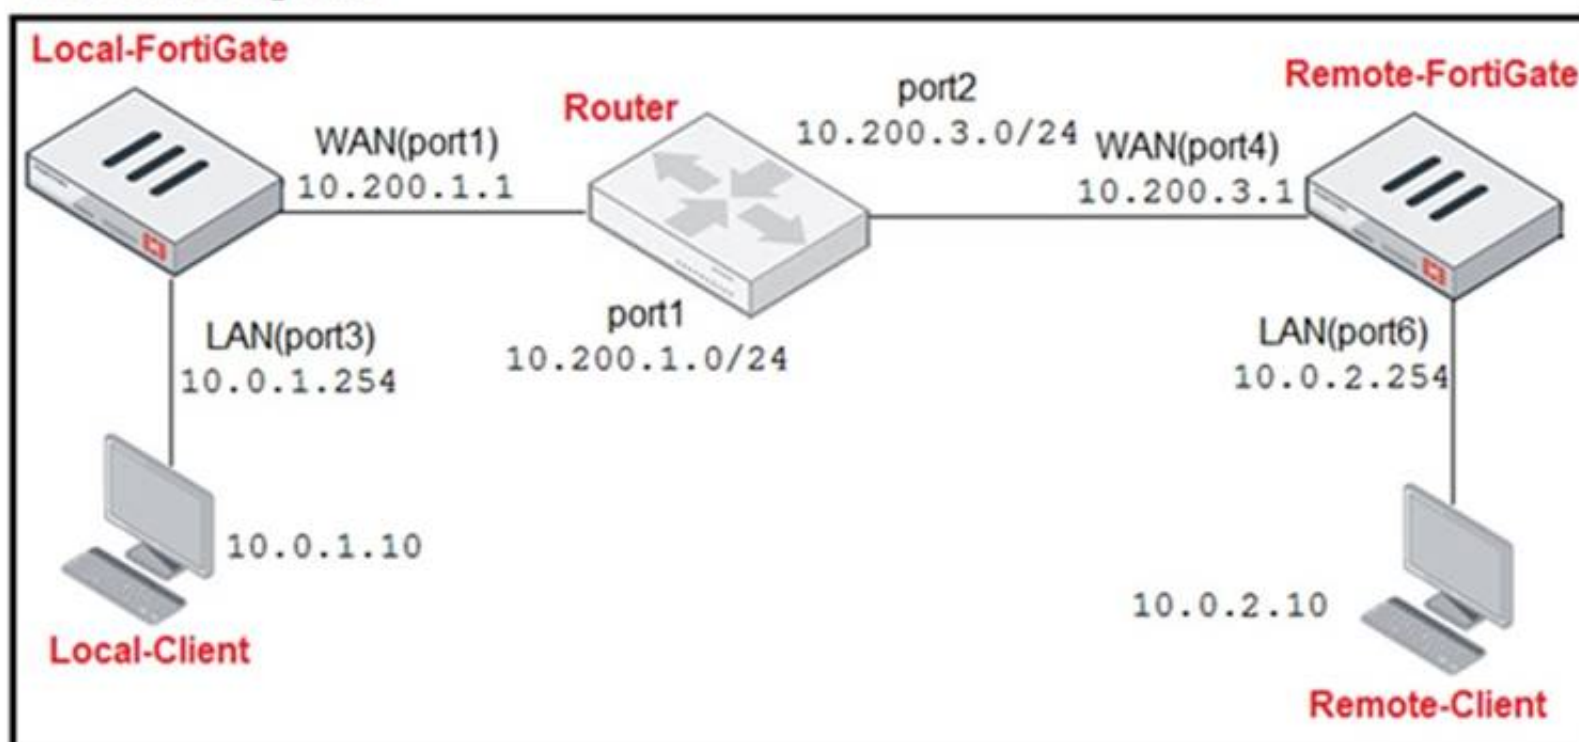 Local-FortiGate
WAN(port1)
10.200.1.1
Router
port2
10.200.3.0/24
WAN(port4)
10.200.3.1
Remote-FortiGate
LAN(port3)
10.0.1.254
port1
10.200.1.0/24
LAN(port6)
10.0.2.254
10.0.1.10
Local-Client
10.0.2.10
Remote-Client